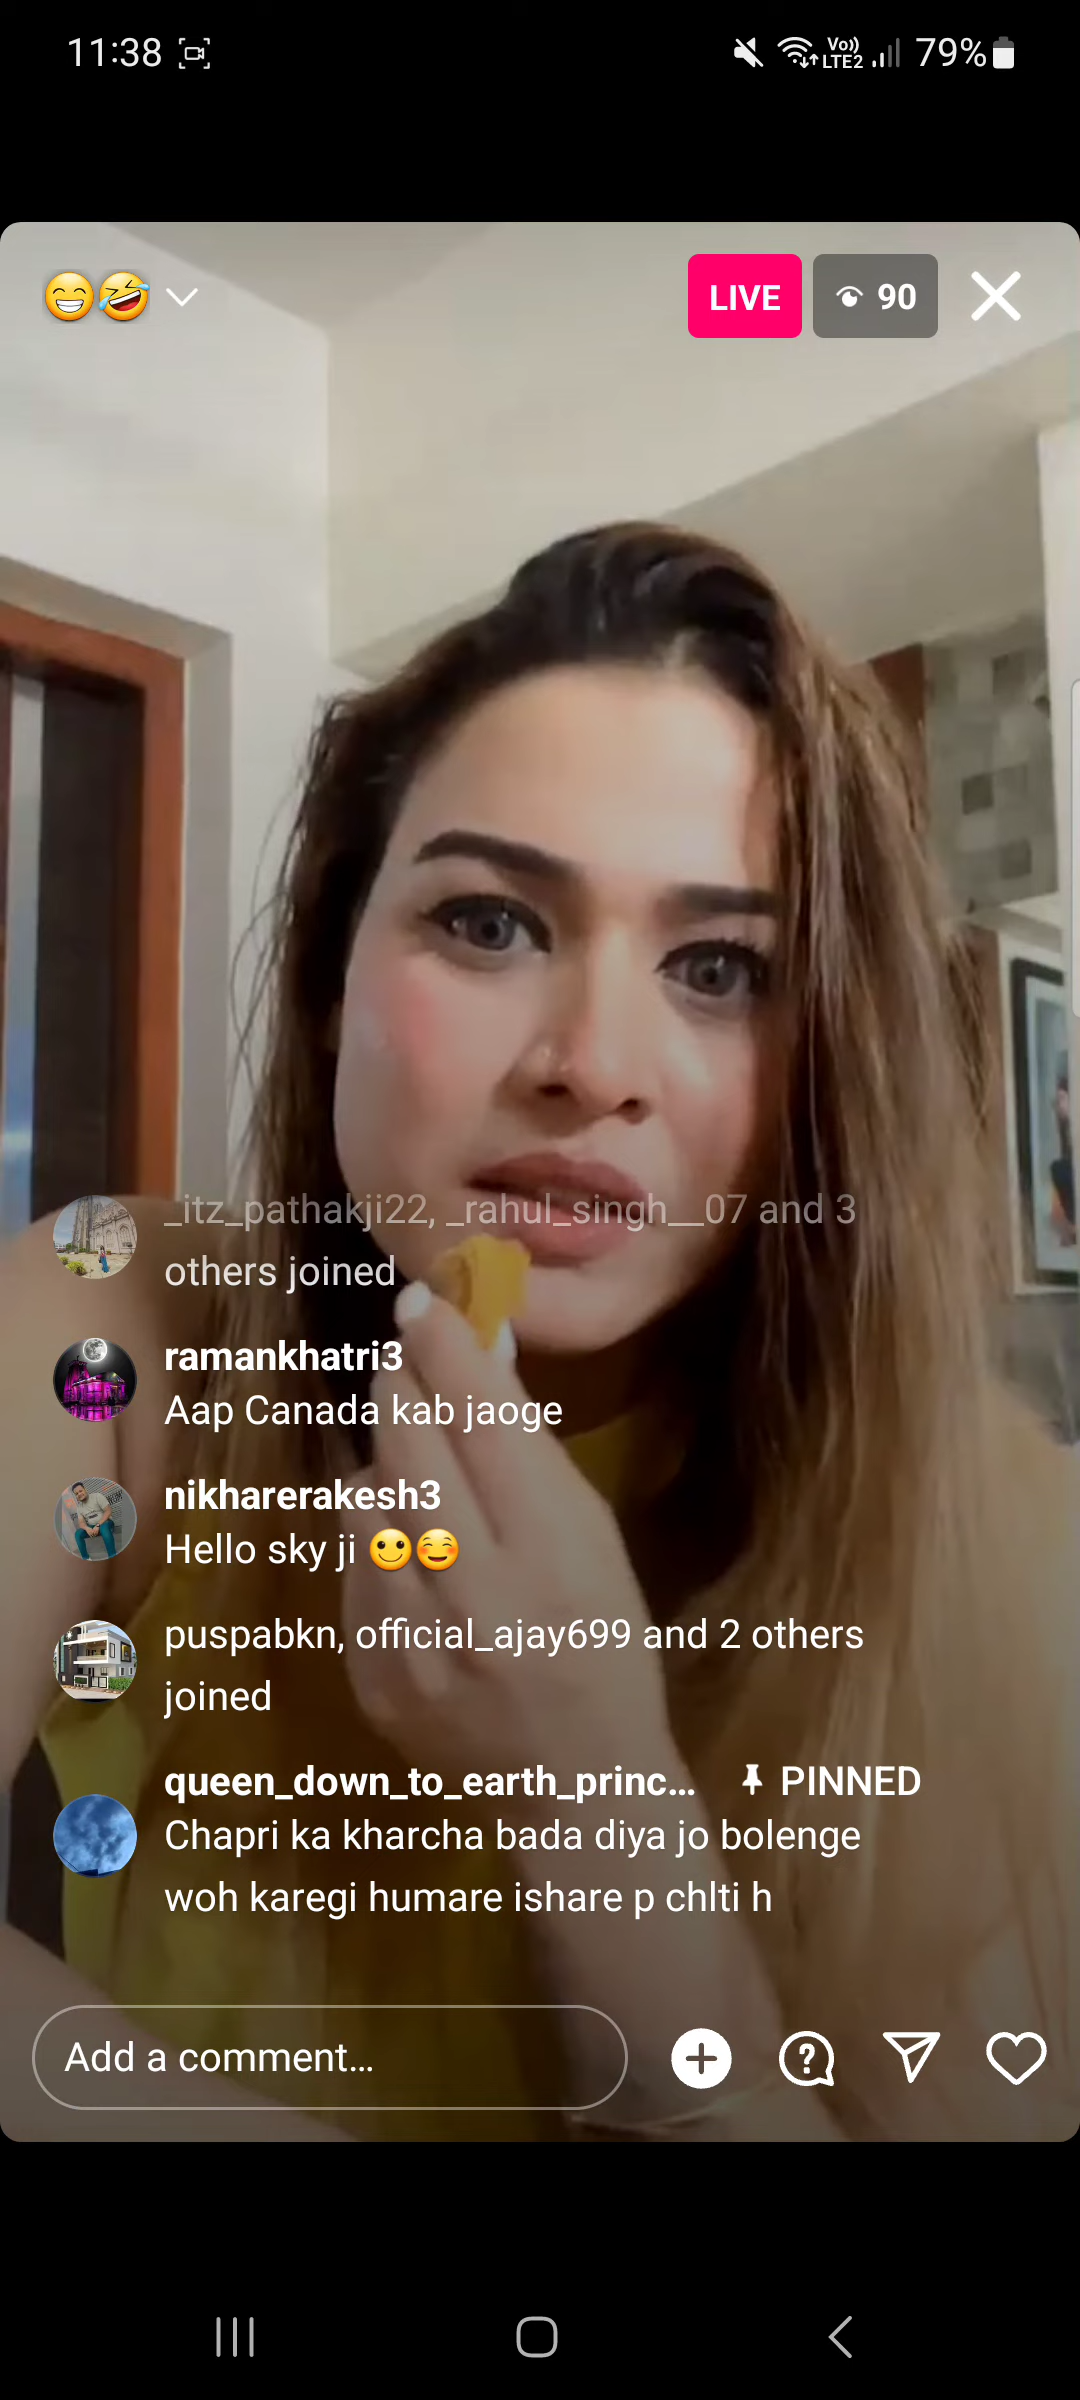 11:38
Vo))
LTE2
79%
😁🤣
LIVE
90
_itz_pathakji22, _rahul_singh__07 and 3
others joined
ramankhatri3
Aap Canada kab jaoge
nikharerakesh3
Hello sky ji 🙂☺️
puspabkn, official_ajay699 and 2 others
joined
queen_down_to_earth_princ... PINNED
Chapri ka kharcha bada diya jo bolenge
woh karegi humare ishare p chlti h
Add a comment...